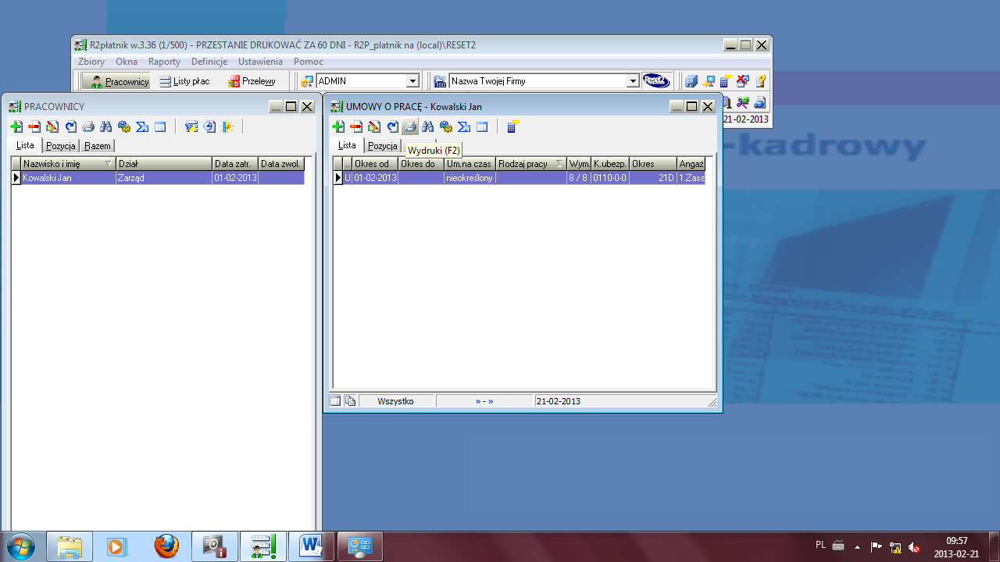 R2płatnik w.3.36 (1/500) - PRZESTANIE DRUKOWAĆ ZA 60 DNI - R2P_platnik na (local)\RESET2
Zbiory Okna Raporty Definicje Ustawienia Pomoc
Pracownicy Listy płac Przelewy ADMIN Nazwa Twojej Firmy Reset2
21-02-2013
-kadrowy
PRACOWNICY
Lista Pozycja Razem
Nazwisko i imię Dział Data zatr. Data zwol.
Kowalski Jan Zarząd 01-02-2013
UMOWY O PRACĘ - Kowalski Jan
Lista Pozycja
Wydruki (F2)
.. Okres od Okres do Um.na czas Rodzaj pracy Wym. K.ubezp. Okres Angaż
U 01-02-2013 nieokreślony 8 / 8 0110-0-0 21D 1.Zasa
Wszystko » - » 21-02-2013
PL 09:57
2013-02-21